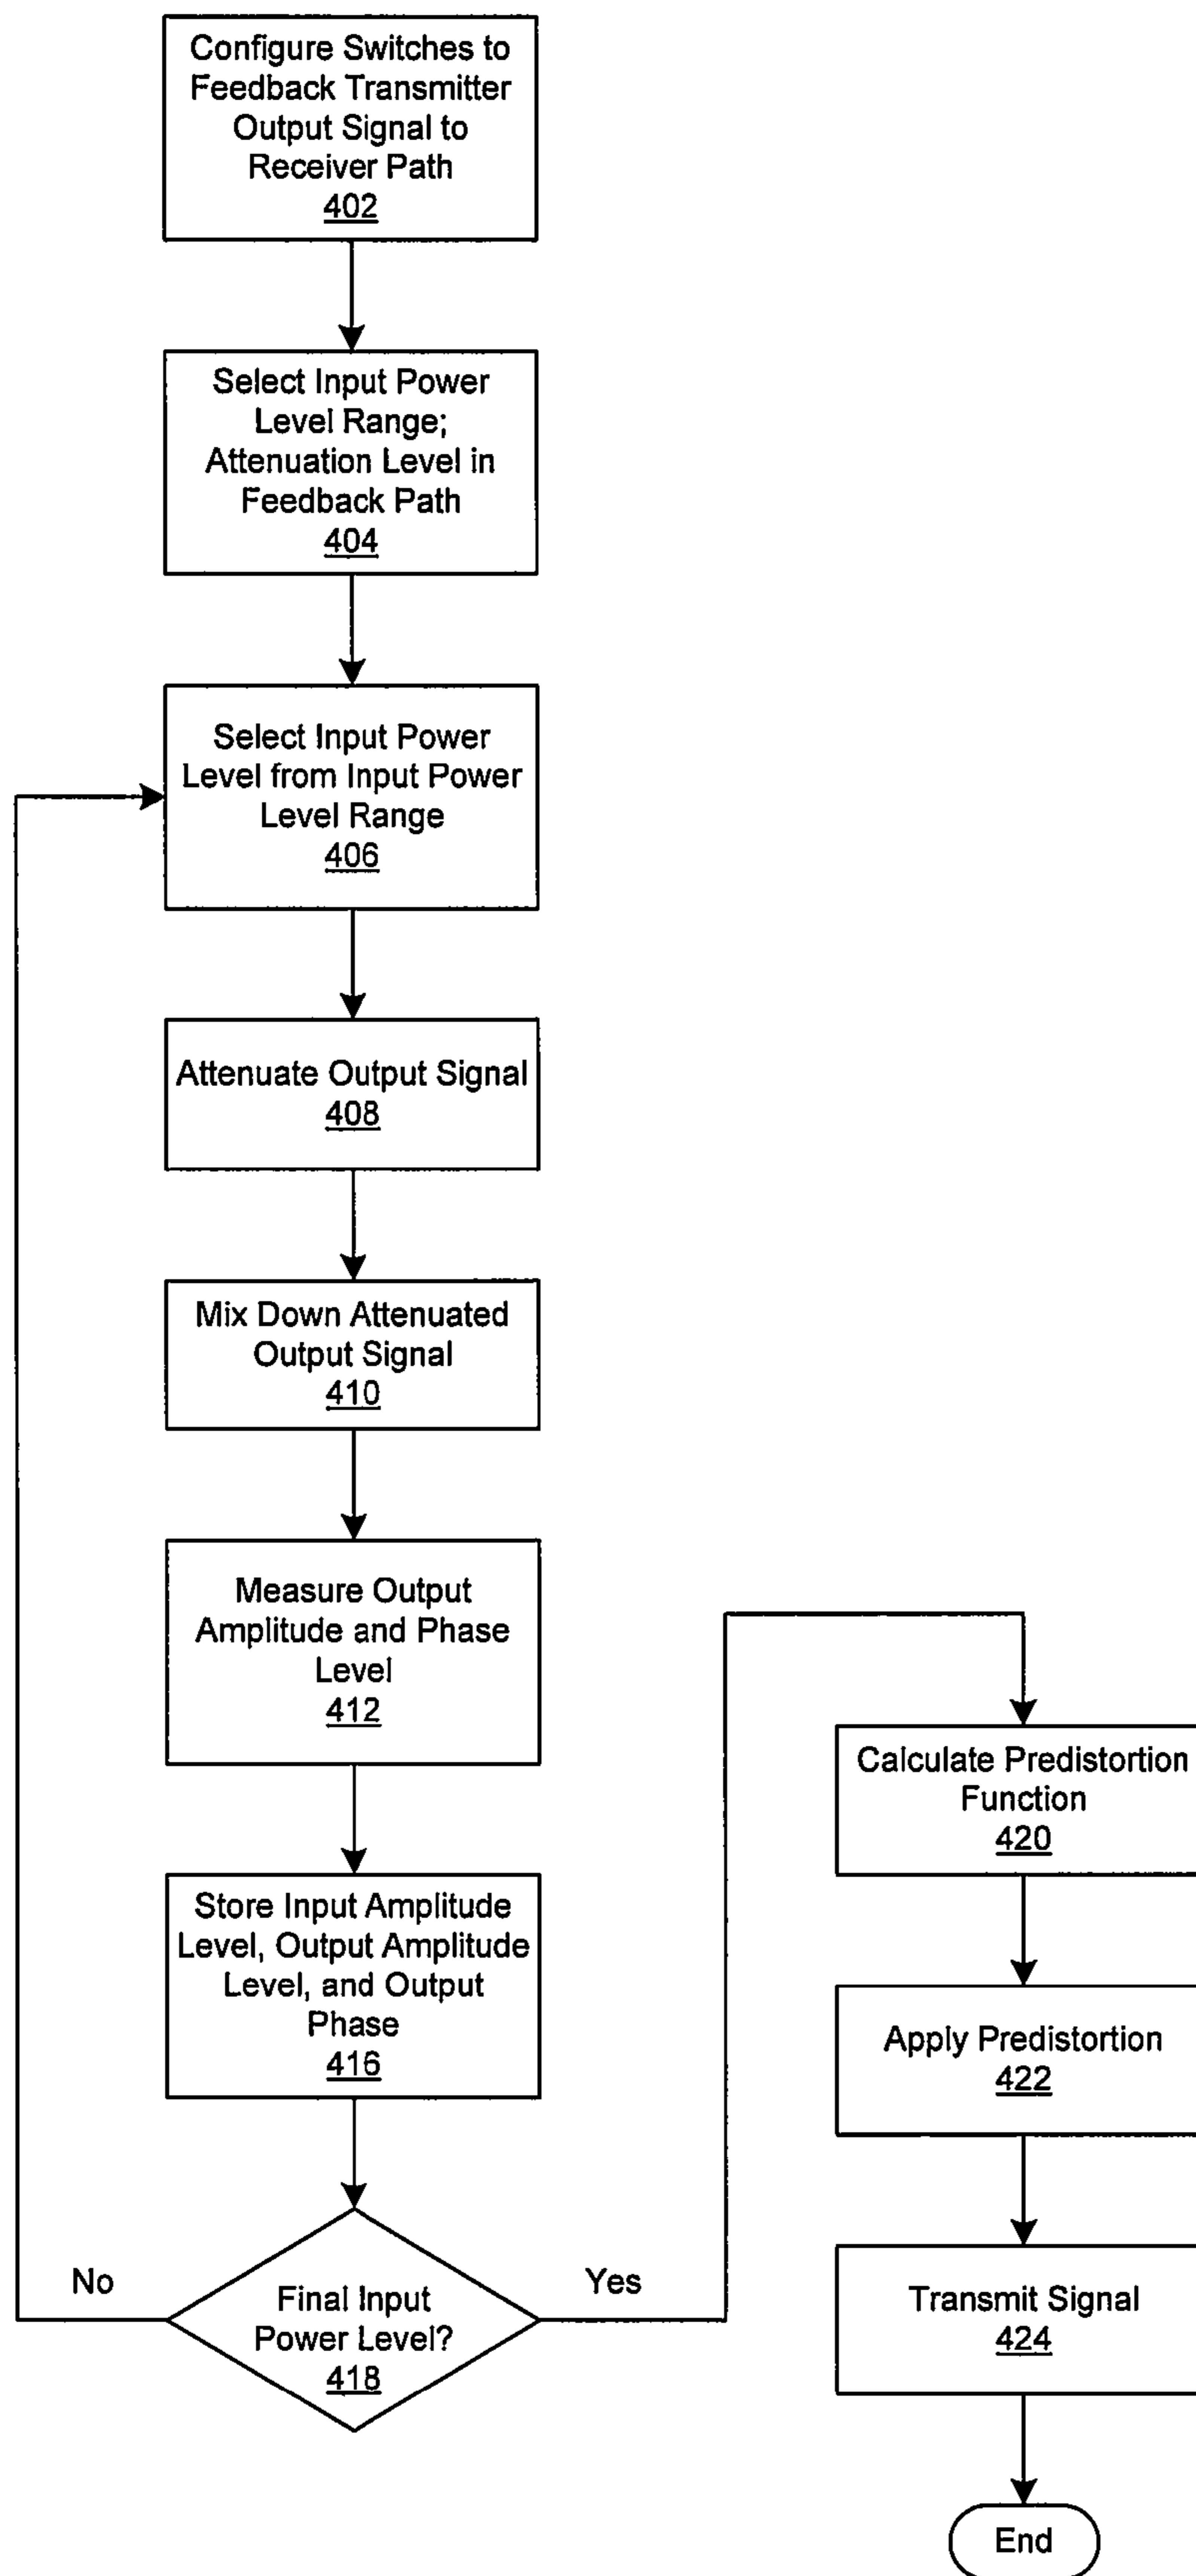 Configure Switches to
Feedback Transmitter
Output Signal to
Receiver Path
402
Select Input Power
Level Range;
Attenuation Level in
Feedback Path
404
Select Input Power
Level from Input Power
Level Range
406
Attenuate Output Signal
408
Mix Down Attenuated
Output Signal
410
Measure Output
Amplitude and Phase
Level
412
Store Input Amplitude
Level, Output Amplitude
Level, and Output
Phase
416
No
Final Input
Power Level?
418
Yes
Calculate Predistortion
Function
420
Apply Predistortion
422
Transmit Signal
424
End